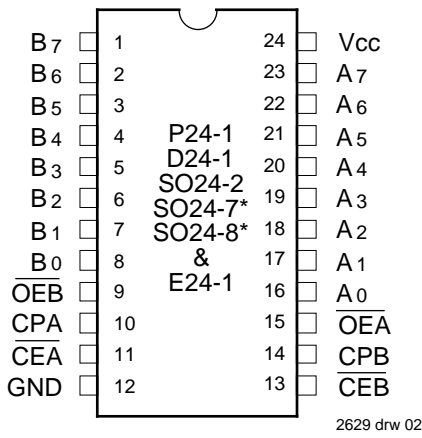 B7 1 24 Vcc
B6 2 23 A7
B5 3 22 A6
B4 4 P24-1 21 A5
B3 5 D24-1 20 A4
B2 6 SO24-2 19 A3
B1 7 SO24-7* 18 A2
B0 8 SO24-8* 17 A1
OEB 9 & 16 A0
CPA 10 E24-1 15 OEA
CEA 11 14 CPB
GND 12 13 CEB
2629 drw 02